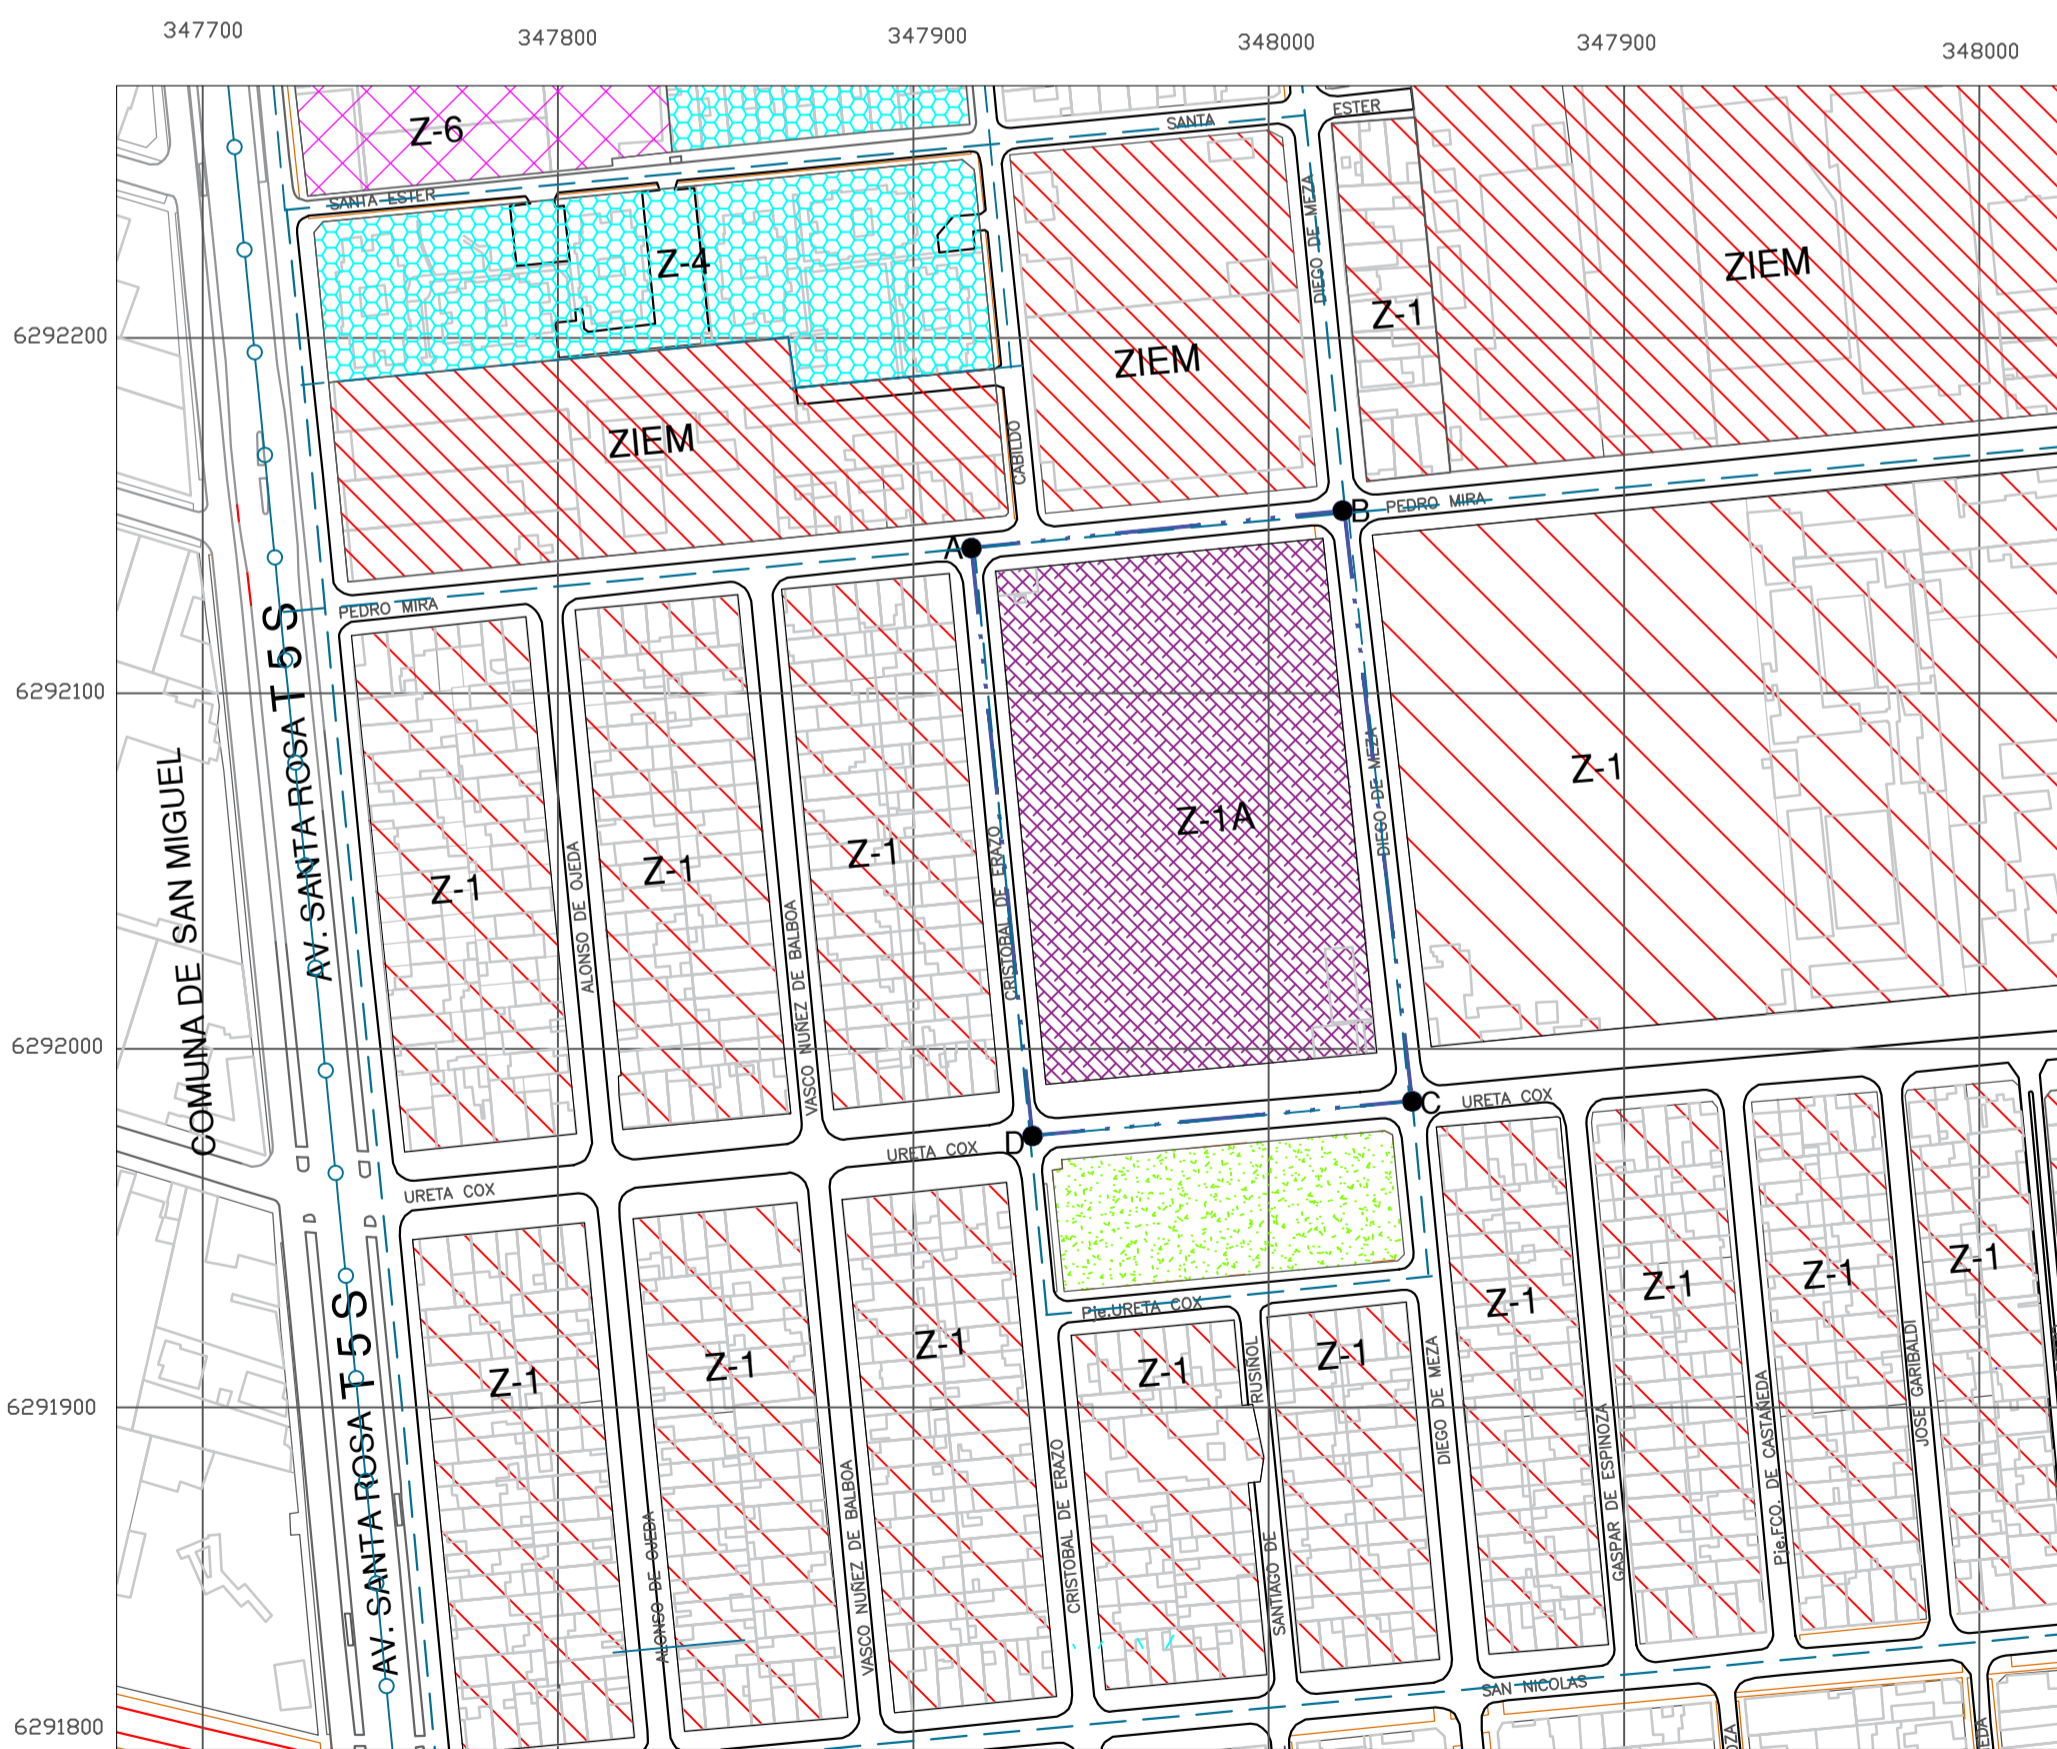 347700
347800
347900
348000
347900
348000
Z-6
SANTA
ESTER
SANTA ESTER
Z-4
DIEGO DE MEZA
Z-1
ZIEM
ZIEM
6292200
ZIEM
CABILDO
A
B
PEDRO MIRA
PEDRO MIRA
T 5 S
6292100
COMUNA DE SAN MIGUEL
AV. SANTA ROSA
Z-1
Z-1
Z-1
Z-1A
Z-1
ALONSO DE OJEDA
VASCO NUÑEZ DE BALBOA
CRISTOBAL DE ERAZO
DIEGO DE MEZA
6292000
C
URETA COX
D
URETA COX
URETA COX
Pje.URETA COX
T 5 S
AV. SANTA ROSA
Z-1
Z-1
Z-1
Z-1
Z-1
Z-1
Z-1
Z-1
Z-1
RUSIÑOL
SANTIAGO DE
6291900
ALONSO DE OJEDA
VASCO NUÑEZ DE BALBOA
CRISTOBAL DE ERAZO
DIEGO DE MEZA
GASPAR DE ESPINOZA
Pje.FCO. DE CASTAÑEDA
JOSE GARIBALDI
SAN NICOLAS
6291800
OZA
EDA